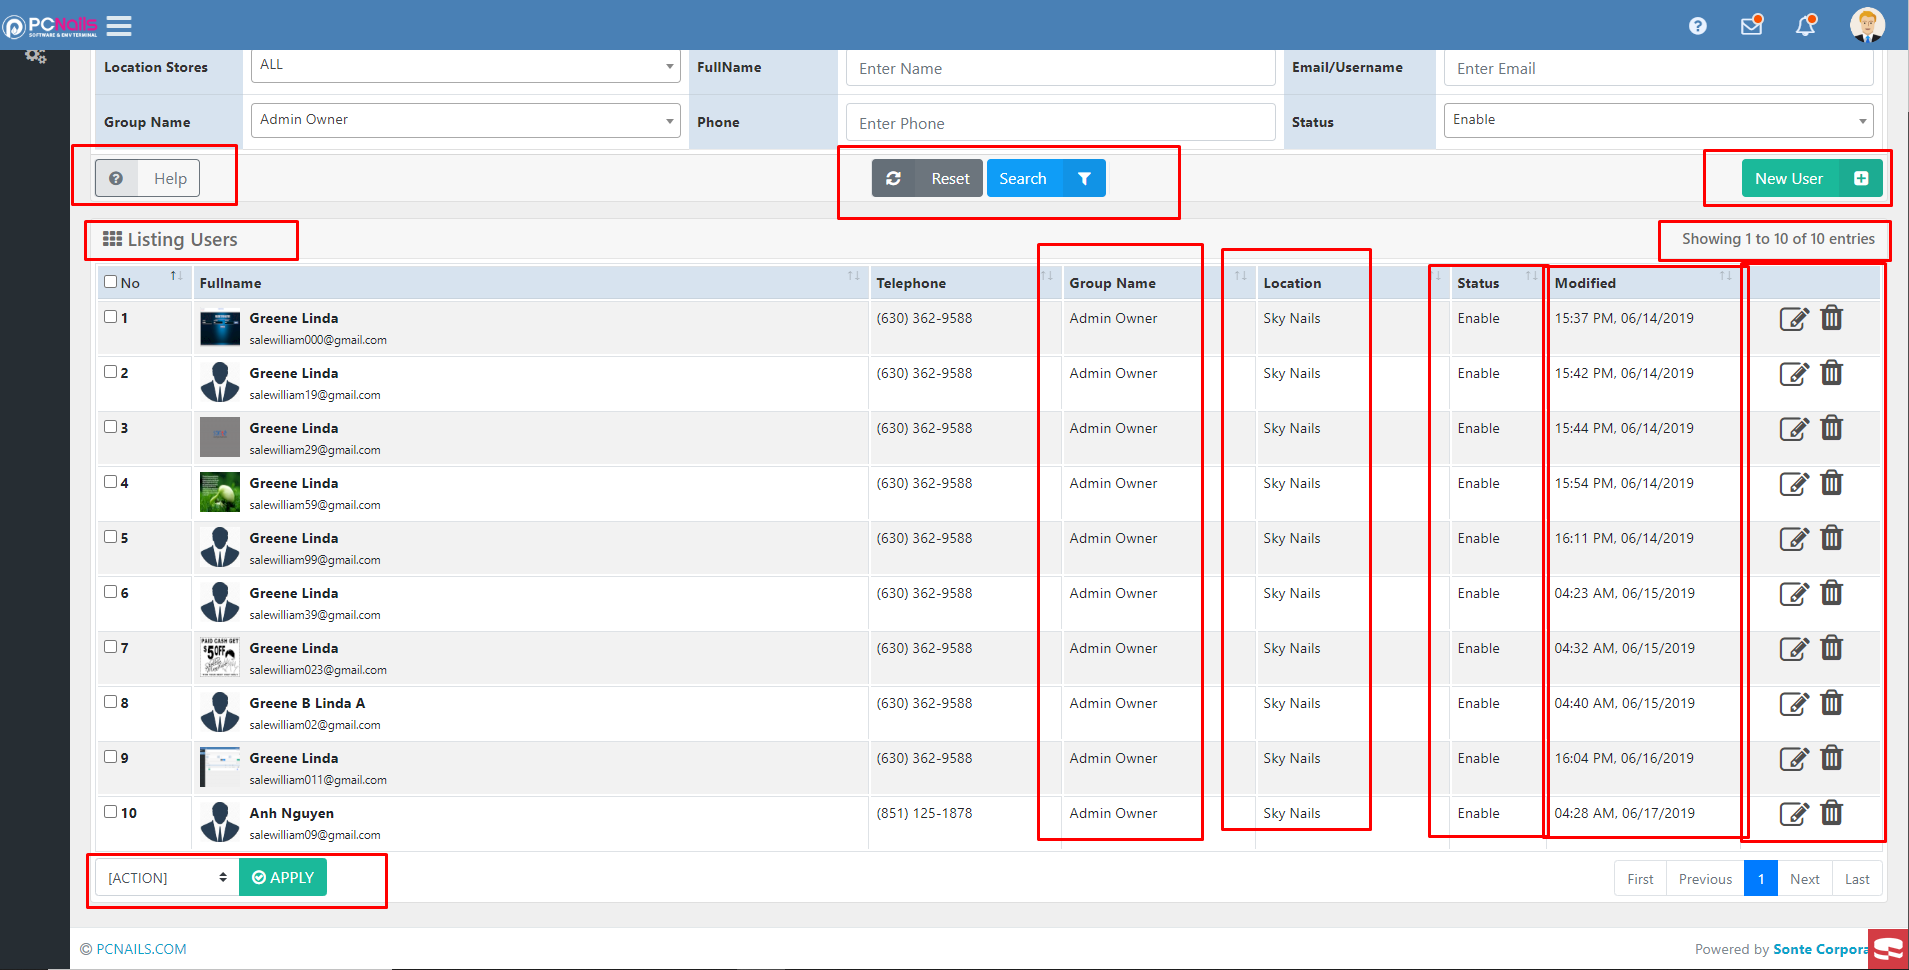 PCNails
SOFTWARE & EMV TERMINAL
Location Stores ALL FullName Enter Name Email/Username Enter Email
Group Name Admin Owner Phone Enter Phone Status Enable
Help Reset Search New User
Listing Users Showing 1 to 10 of 10 entries
No Fullname Telephone Group Name Location Status Modified
1 Greene Linda (630) 362-9588 Admin Owner Sky Nails Enable 15:37 PM, 06/14/2019
salewilliam000@gmail.com
2 Greene Linda (630) 362-9588 Admin Owner Sky Nails Enable 15:42 PM, 06/14/2019
salewilliam19@gmail.com
3 Greene Linda (630) 362-9588 Admin Owner Sky Nails Enable 15:44 PM, 06/14/2019
salewilliam29@gmail.com
4 Greene Linda (630) 362-9588 Admin Owner Sky Nails Enable 15:54 PM, 06/14/2019
salewilliam59@gmail.com
5 Greene Linda (630) 362-9588 Admin Owner Sky Nails Enable 16:11 PM, 06/14/2019
salewilliam99@gmail.com
6 Greene Linda (630) 362-9588 Admin Owner Sky Nails Enable 04:23 AM, 06/15/2019
salewilliam39@gmail.com
PAID CASH GET
$5 OFF
7 Greene Linda (630) 362-9588 Admin Owner Sky Nails Enable 04:32 AM, 06/15/2019
salewilliam023@gmail.com
8 Greene B Linda A (630) 362-9588 Admin Owner Sky Nails Enable 04:40 AM, 06/15/2019
salewilliam02@gmail.com
9 Greene Linda (630) 362-9588 Admin Owner Sky Nails Enable 16:04 PM, 06/16/2019
salewilliam011@gmail.com
10 Anh Nguyen (851) 125-1878 Admin Owner Sky Nails Enable 04:28 AM, 06/17/2019
salewilliam09@gmail.com
[ACTION] APPLY First Previous 1 Next Last
© PCNAILS.COM Powered by Sonte Corpora